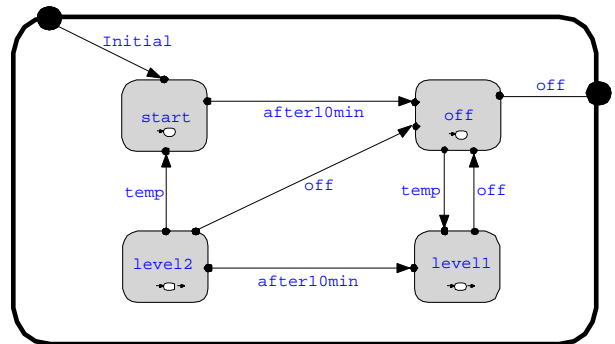 Initial
off
start
after10min
off
temp
off
temp
off
level2
level1
after10min